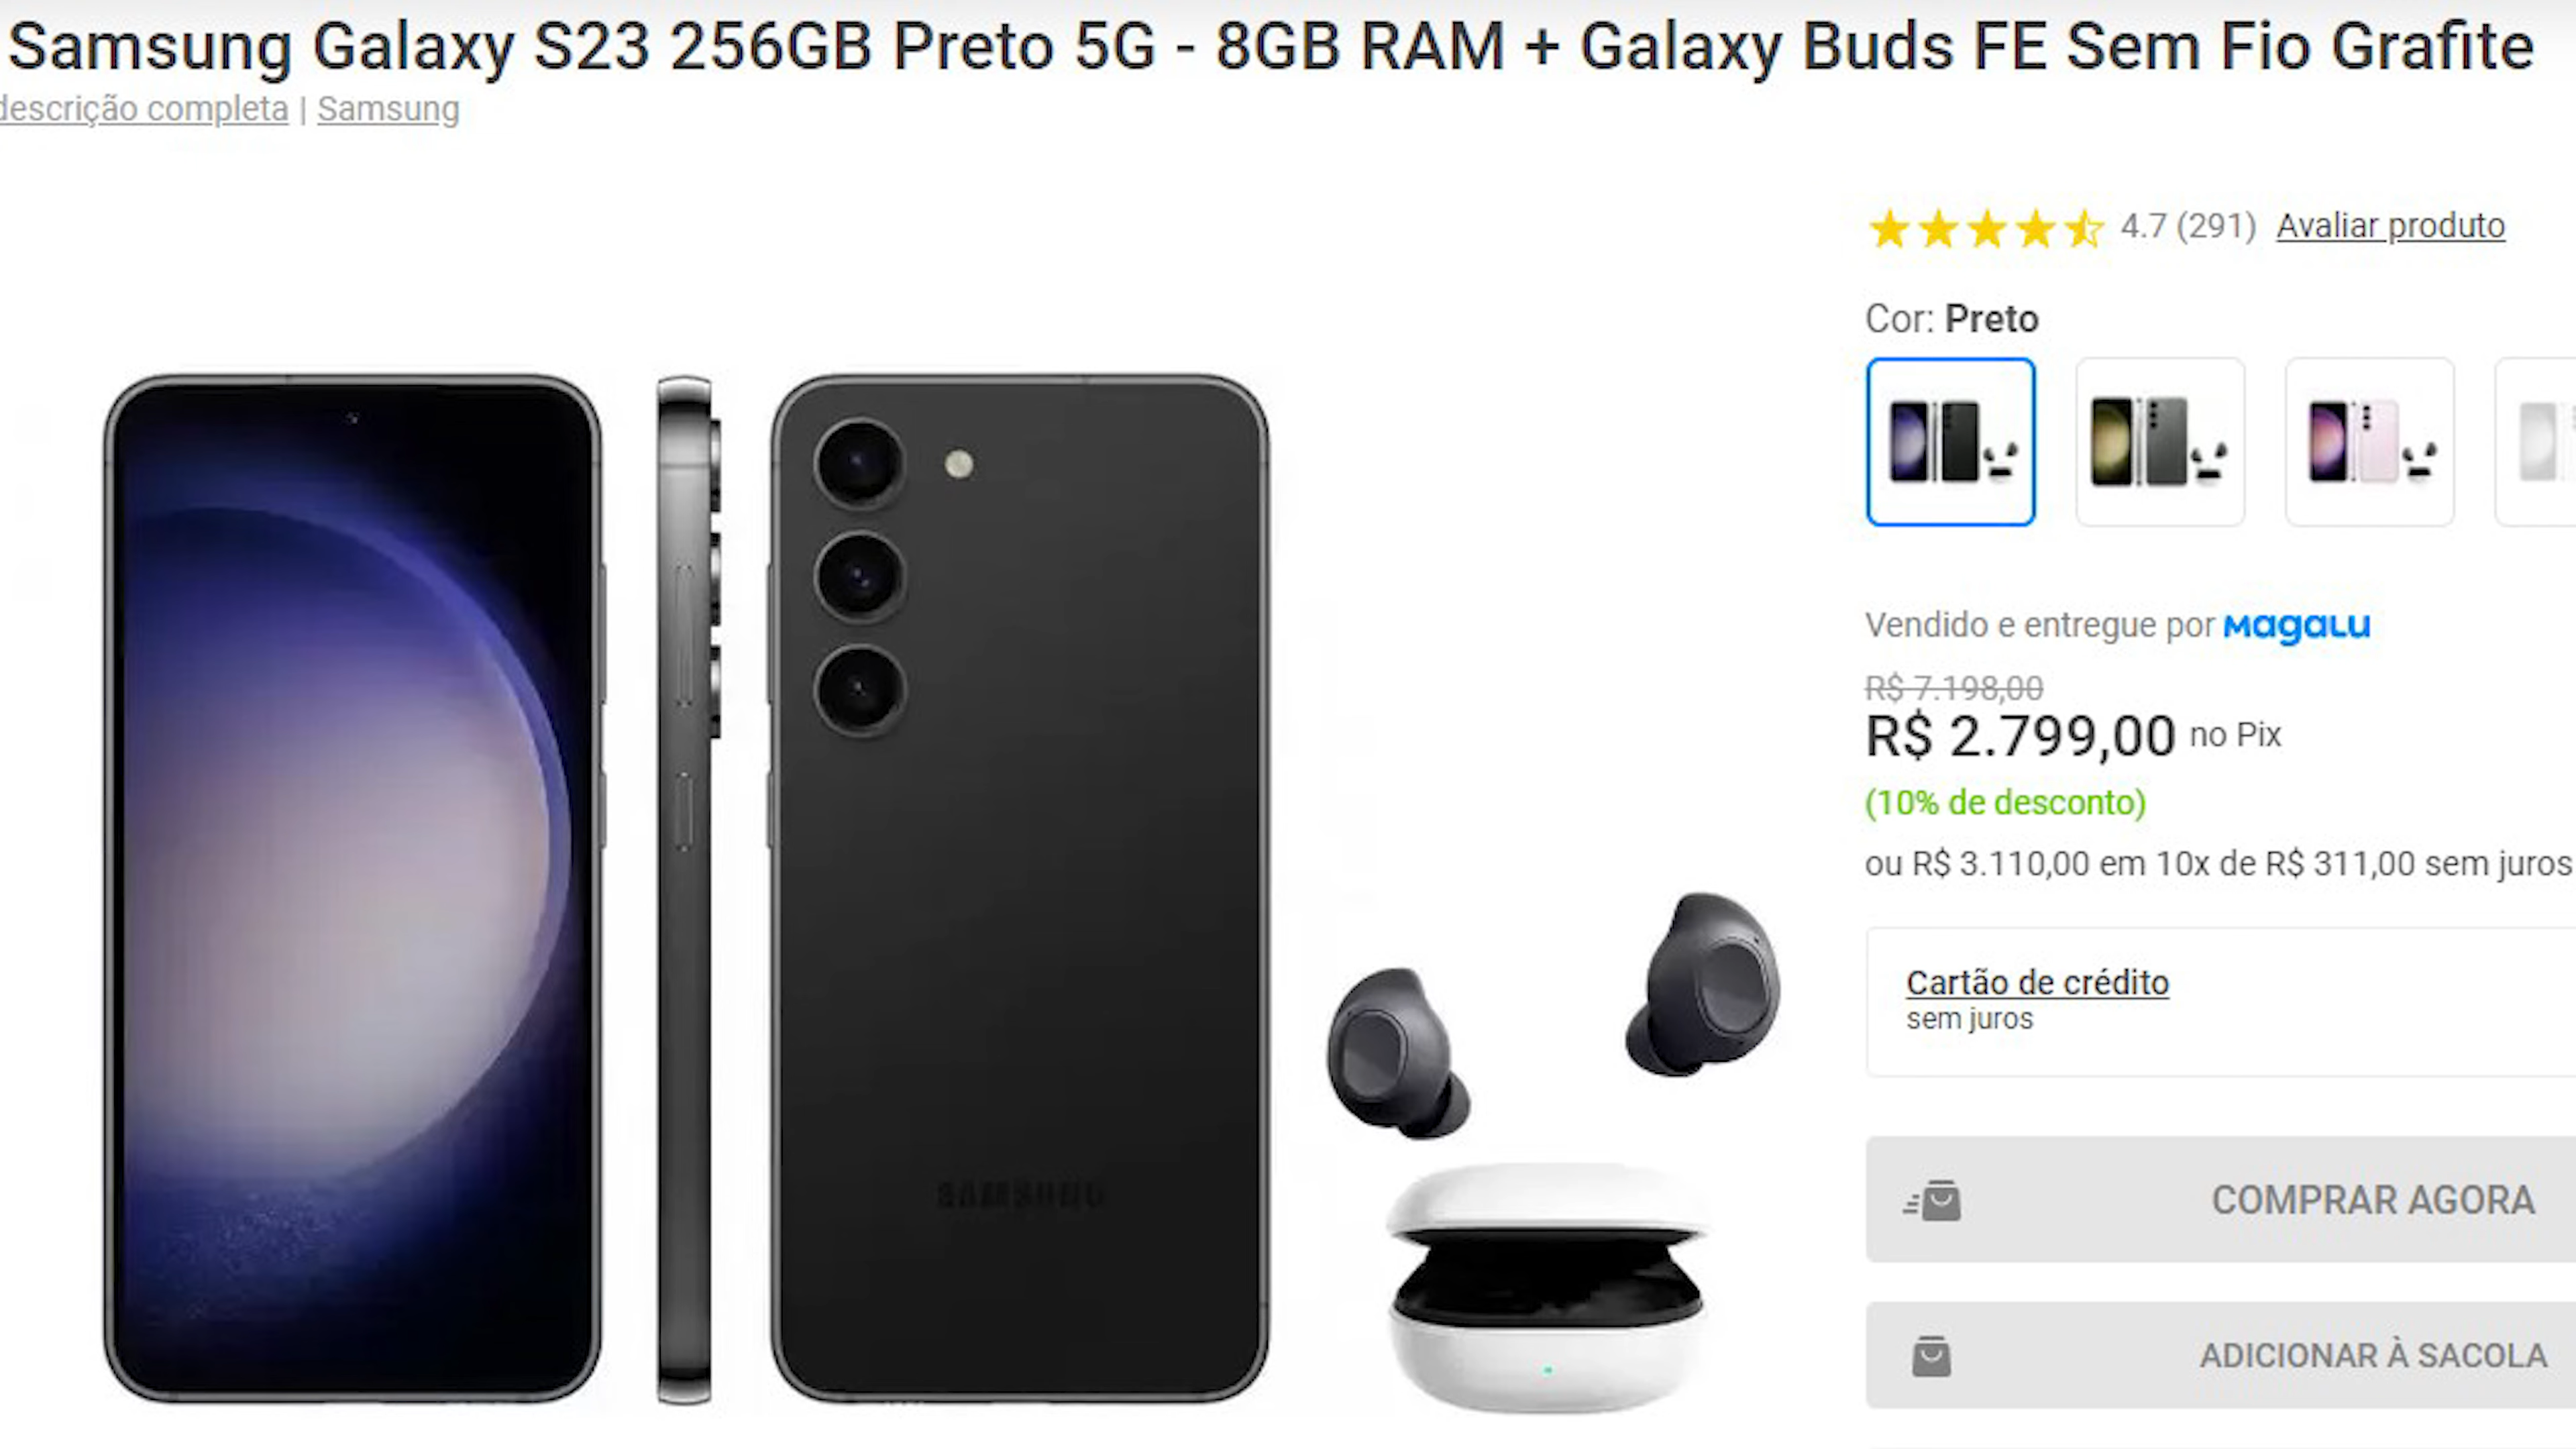 Samsung Galaxy S23 256GB Preto 5G - 8GB RAM + Galaxy Buds FE Sem Fio Grafite
descrição completa | Samsung
4.7 (291) Avaliar produto
Cor: Preto
Vendido e entregue por Magalu
R$ 7.198,00
R$ 2.799,00 no Pix
(10% de desconto)
ou R$ 3.110,00 em 10x de R$ 311,00 sem juros
Cartão de crédito
sem juros
SAMSUNG
COMPRAR AGORA
ADICIONAR À SACOLA